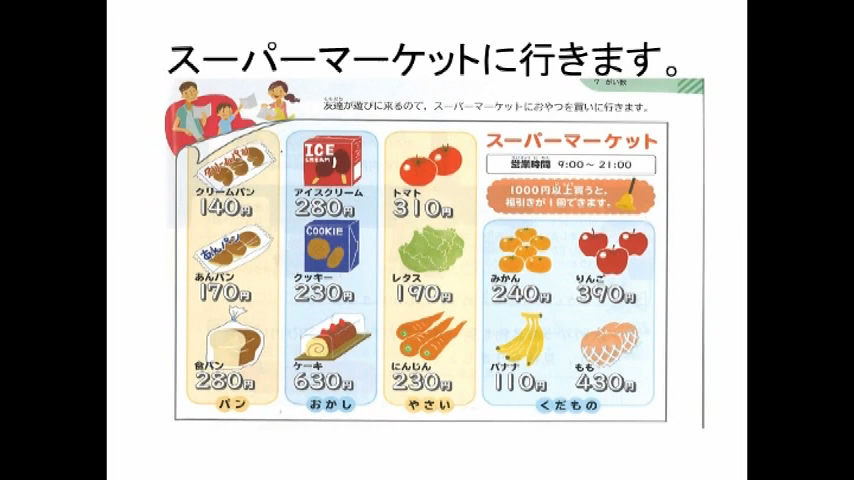 スーパーマーケットに行きます。
7 がい数
友達が遊びに来るので、スーパーマーケットにおやつを買いに行きます。
スーパーマーケット
営業時間 9:00～21:00
1000円以上買うと、
福引きが1回できます。
クリームパン
140円
あんパン
あんパン
170円
食パン
280円
パン
ICE
CREAM
アイスクリーム
280円
COOKIE
クッキー
230円
ケーキ
630円
おかし
トマト
310円
レタス
190円
にんじん
230円
やさい
みかん
240円
りんご
390円
バナナ
110円
もも
430円
くだもの